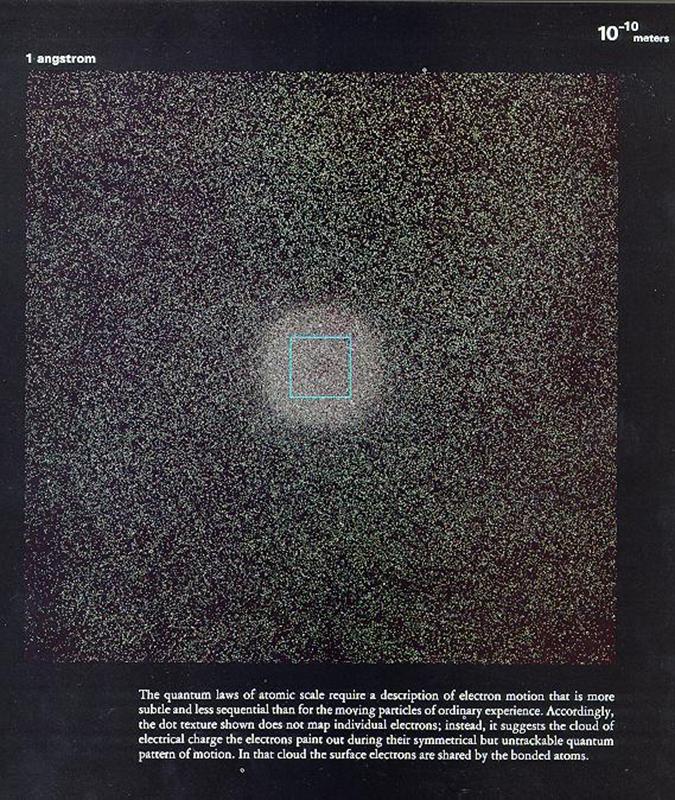 10⁻¹⁰
meters
1 angstrom
The quantum laws of atomic scale require a description of electron motion that is more
subtle and less sequential than for the moving particles of ordinary experience. Accordingly,
the dot texture shown does not map individual electrons; instead, it suggests the cloud of
electrical charge the electrons paint out during their symmetrical but untrackable quantum
pattern of motion. In that cloud the surface electrons are shared by the bonded atoms.